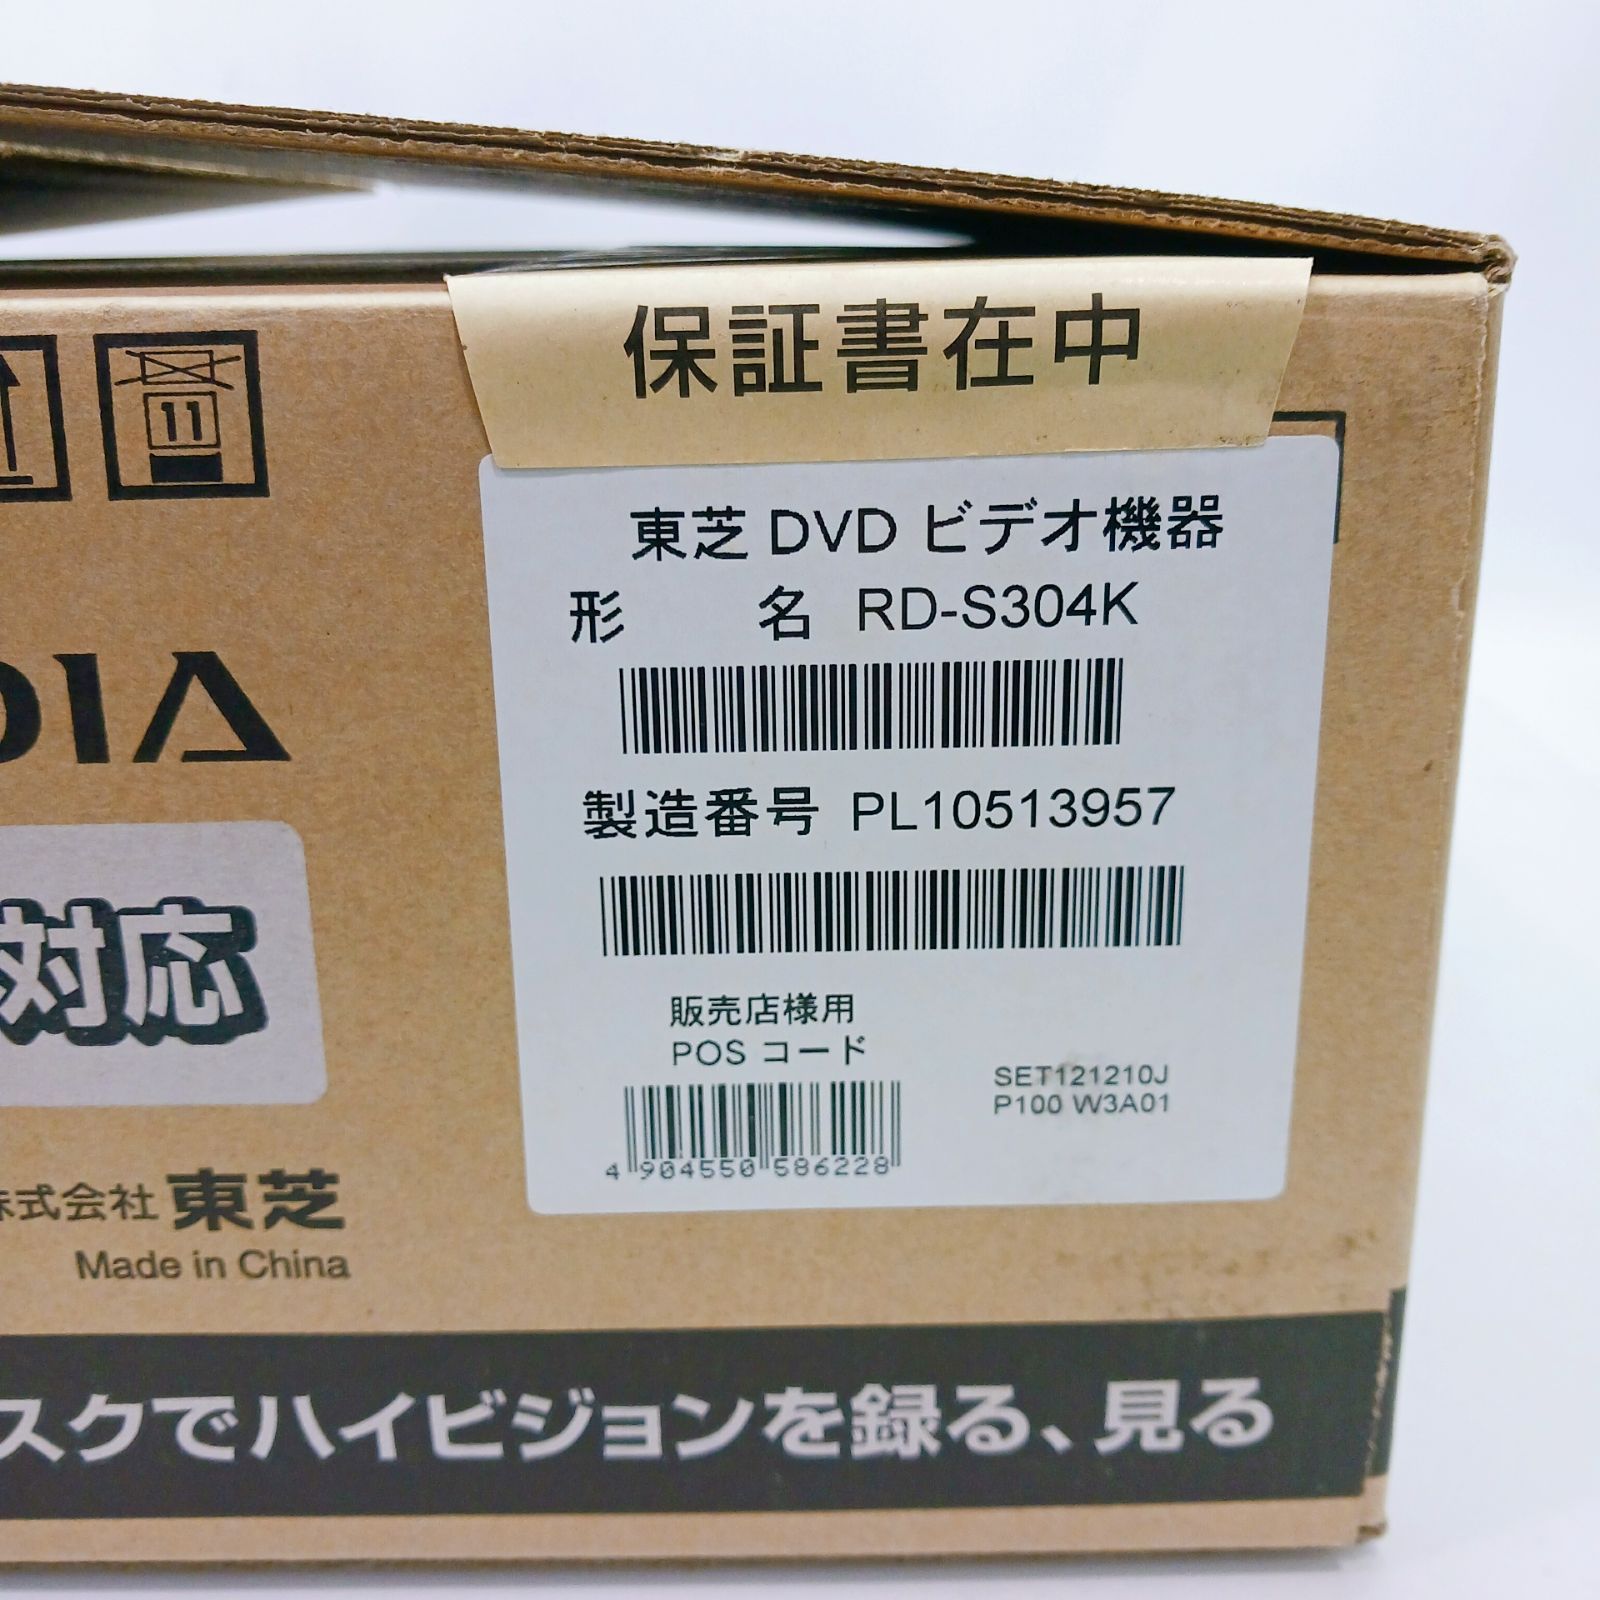 保証書在中
11
東芝 DVD ビデオ機器
形 名 RD-S304K
製造番号 PL10513957
販売店様用
POS コード
SET121210J
P100 W3A01
4 904550 586228
DIA
対応
株式会社 東芝
Made in China
スクでハイビジョンを録る、見る